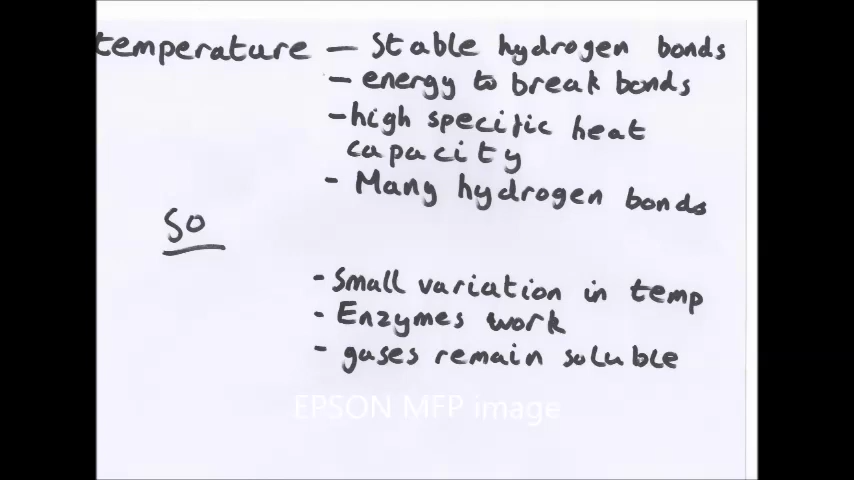 temperature — Stable hydrogen bonds
— energy to break bonds
- high specific heat
capacity
- Many hydrogen bonds
So
- Small variation in temp
- Enzymes work
- gases remain soluble
EPSON MFP image